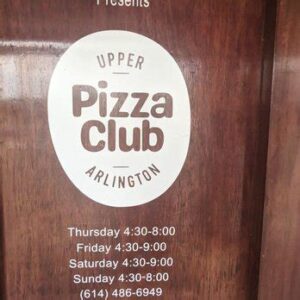 Presents
UPPER
Pizza
Club
ARLINGTON
Thursday 4:30-8:00
Friday 4:30-9:00
Saturday 4:30-9:00
Sunday 4:30-8:00
(614) 486-6949